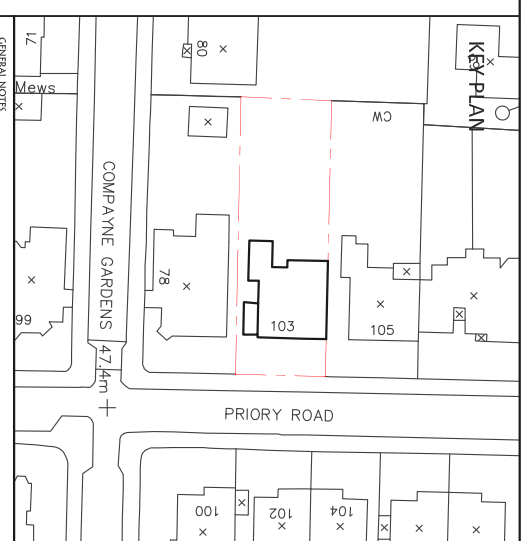 71
80
KEY PLAN
Mews
CW
GENERAL NOTES
COMPAYNE GARDENS
78
99
103
105
47.4m
PRIORY ROAD
100
102
104